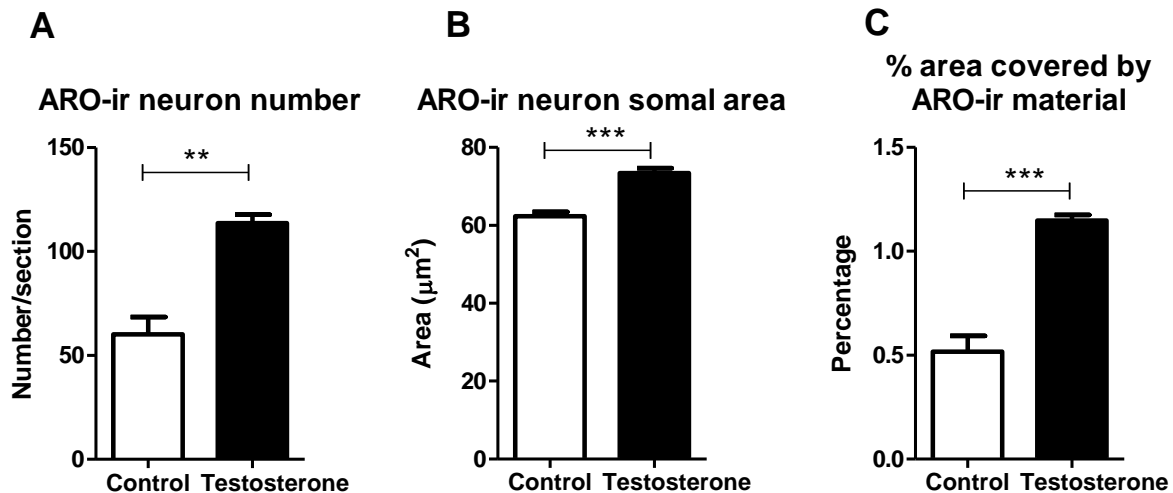 A
ARO-ir neuron number
**
150
100
50
0
Number/section
Control Testosterone
B
ARO-ir neuron somal area
***
80
60
40
20
0
Area (μm²)
Control Testosterone
C
% area covered by
ARO-ir material
***
1.5
1.0
0.5
0.0
Percentage
Control Testosterone